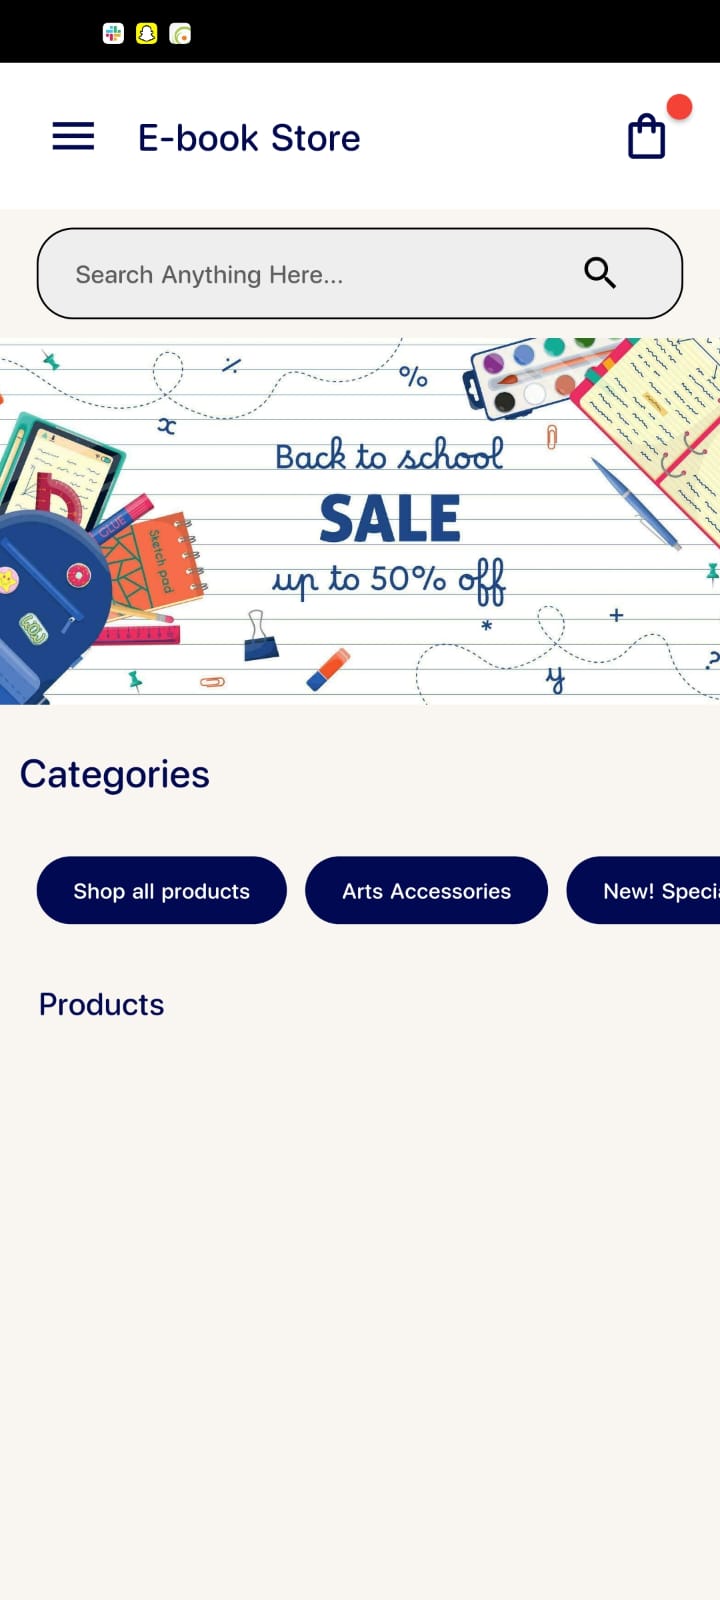 E-book Store
Search Anything Here...
÷
%
x
Back to school
SALE
up to 50% off
GLUE
Sketch pad
*
+
?
y
Categories
Shop all products
Arts Accessories
New! Specia
Products